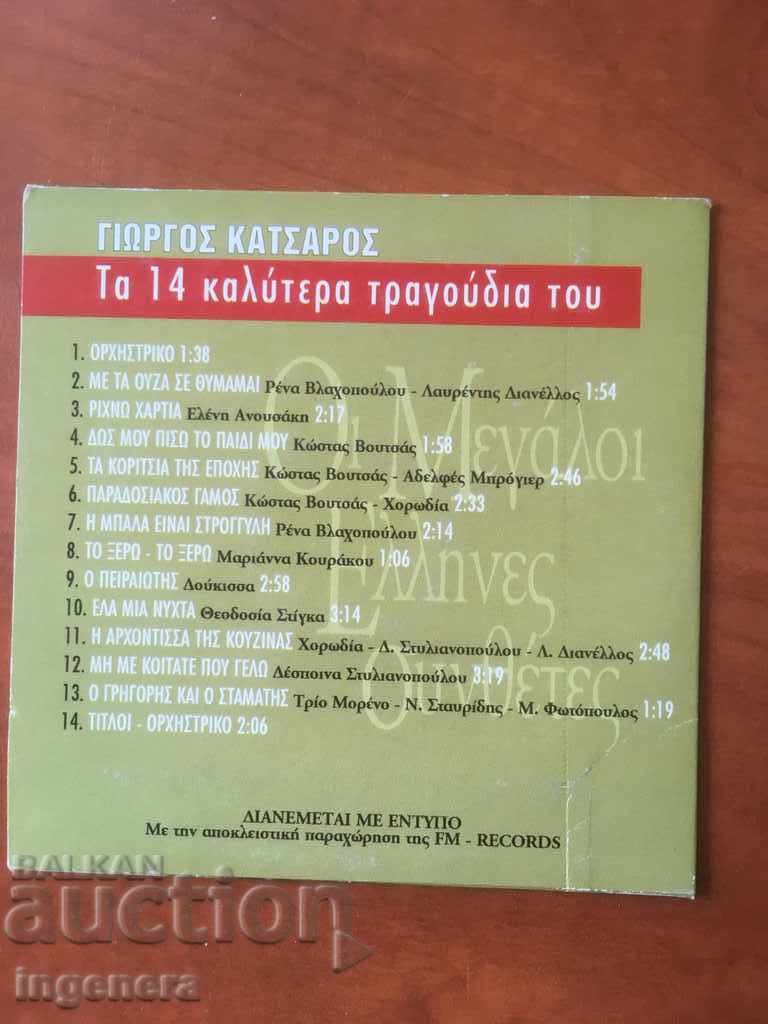 ΓΙΩΡΓΟΣ ΚΑΤΣΑΡΟΣ
Τα 14 καλύτερα τραγούδια του
1. ΟΡΧΗΣΤΡΙΚΟ 1:38
2. ΜΕ ΤΑ ΟΥΖΑ ΣΕ ΘΥΜΑΜΑΙ Ρένα Βλαχοπούλου - Λαυρέντης Διανέλλος 1:54
3. ΡΙΧΝΩ ΧΑΡΤΙΑ Ελένη Ανουσάκη 2:17
4. ΔΩΣ ΜΟΥ ΠΙΣΩ ΤΟ ΠΑΙΔΙ ΜΟΥ Κώστας Βουτσάς 1:58
5. ΤΑ ΚΟΡΙΤΣΙΑ ΤΗΣ ΕΠΟΧΗΣ Κώστας Βουτσάς - Αδελφές Μπρόγιερ 2:46
6. ΠΑΡΑΔΟΣΙΑΚΟΣ ΓΑΜΟΣ Κώστας Βουτσάς - Χορωδία 2:33
7. Η ΜΠΑΛΑ ΕΙΝΑΙ ΣΤΡΟΓΓΥΛΗ Ρένα Βλαχοπούλου 2:14
8. ΤΟ ΞΕΡΩ - ΤΟ ΞΕΡΩ Μαριάννα Κουράκου 1:06
9. Ο ΠΕΙΡΑΙΩΤΗΣ Δούκισσα 2:58
10. ΕΛΑ ΜΙΑ ΝΥΧΤΑ Θεοδοσία Στίγκα 3:14
11. Η ΑΡΧΟΝΤΙΣΣΑ ΤΗΣ ΚΟΥΖΙΝΑΣ Χορωδία - Δ. Στυλιανοπούλου - Λ. Διανέλλος 2:48
12. ΜΗ ΜΕ ΚΟΙΤΑΤΕ ΠΟΥ ΓΕΛΩ Δέσποινα Στυλιανοπούλου 3:19
13. Ο ΓΡΗΓΟΡΗΣ ΚΑΙ Ο ΣΤΑΜΑΤΗΣ Τρίο Μορένο - Ν. Σταυρίδης - Μ. Φωτόπουλος 1:19
14. ΤΙΤΛΟΙ - ΟΡΧΗΣΤΡΙΚΟ 2:06
Οι Μεγάλοι
Έλληνες
Συνθέτες
ΔΙΑΝΕΜΕΤΑΙ ΜΕ ΕΝΤΥΠΟ
Με την αποκλειστική παραχώρηση της FM - RECORDS
BALKAN
auction
ingenera